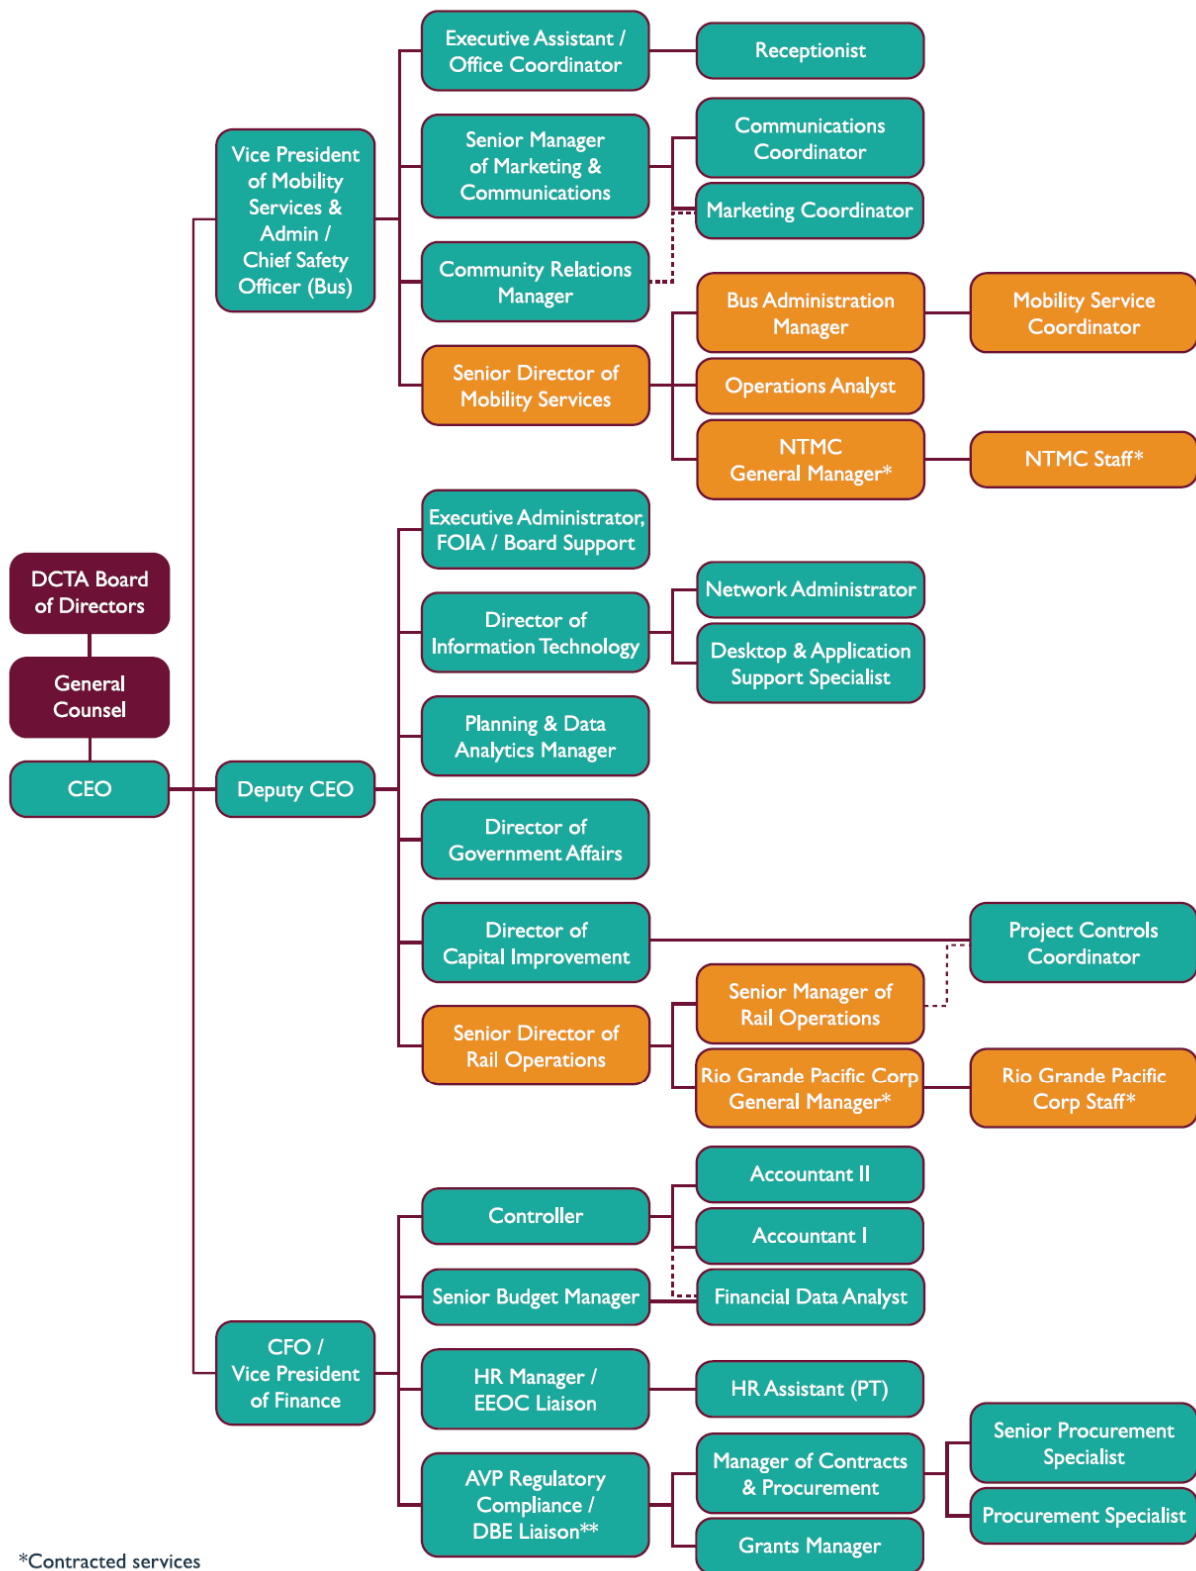 Executive Assistant /
Office Coordinator
Receptionist
Vice President
of Mobility
Services &
Admin /
Chief Safety
Officer (Bus)
Senior Manager
of Marketing &
Communications
Communications
Coordinator
Marketing Coordinator
Community Relations
Manager
Senior Director of
Mobility Services
Bus Administration
Manager
Mobility Service
Coordinator
Operations Analyst
NTMC
General Manager*
NTMC Staff*
DCTA Board
of Directors
General
Counsel
CEO
Deputy CEO
Executive Administrator,
FOIA / Board Support
Director of
Information Technology
Network Administrator
Desktop & Application
Support Specialist
Planning & Data
Analytics Manager
Director of
Government Affairs
Director of
Capital Improvement
Project Controls
Coordinator
Senior Director of
Rail Operations
Senior Manager of
Rail Operations
Rio Grande Pacific Corp
General Manager*
Rio Grande Pacific
Corp Staff*
CFO /
Vice President
of Finance
Controller
Accountant II
Accountant I
Senior Budget Manager
Financial Data Analyst
HR Manager /
EEOC Liaison
HR Assistant (PT)
AVP Regulatory
Compliance /
DBE Liaison**
Manager of Contracts
& Procurement
Senior Procurement
Specialist
Procurement Specialist
Grants Manager
*Contracted services